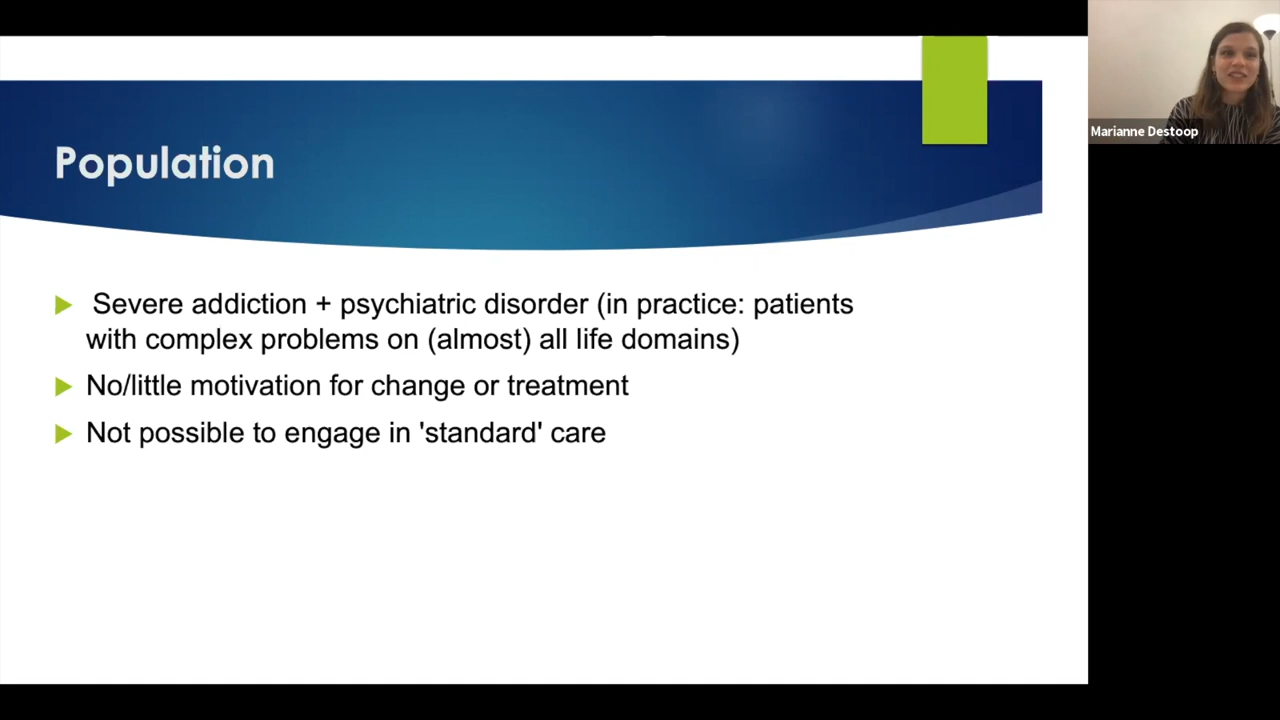 Population
Severe addiction + psychiatric disorder (in practice: patients
with complex problems on (almost) all life domains)
No/little motivation for change or treatment
Not possible to engage in 'standard' care
Marianne Destoop